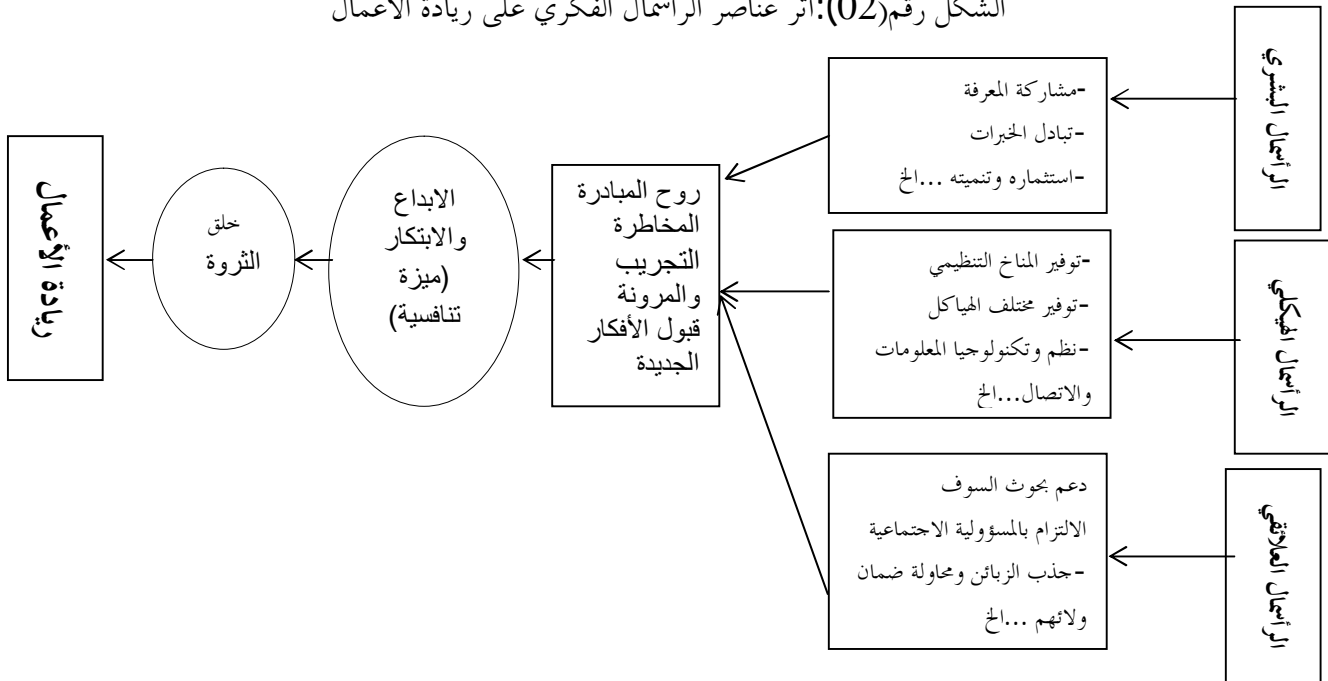 الشكل رقم(02):أثر عناصر الرأسمال الفكري على ريادة الأعمال
الرأسمال البشري
-مشاركة المعرفة
-تبادل الخبرات
-استثماره وتنميته ...الخ
الرأسمال الهيكلي
-توفير المناخ التنظيمي
-توفير مختلف الهياكل
-نظم وتكنولوجيا المعلومات
والاتصال...الخ
الرأسمال العلائقي
دعم بحوث السوف
الالتزام بالمسؤولية الاجتماعية
-جذب الزبائن ومحاولة ضمان
ولائهم ...الخ
روح المبادرة
المخاطرة
التجريب
والمرونة
قبول الأفكار
الجديدة
الابداع
والابتكار
(ميزة
تنافسية)
خلق
الثروة
ريادة الأعمال